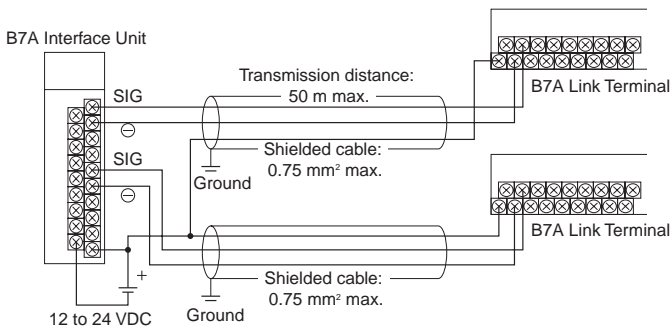 B7A Interface Unit
SIG
⊖
SIG
⊖
Transmission distance:
50 m max.
Shielded cable:
0.75 mm² max.
Ground
B7A Link Terminal
B7A Link Terminal
+
12 to 24 VDC
Shielded cable:
0.75 mm² max.
Ground